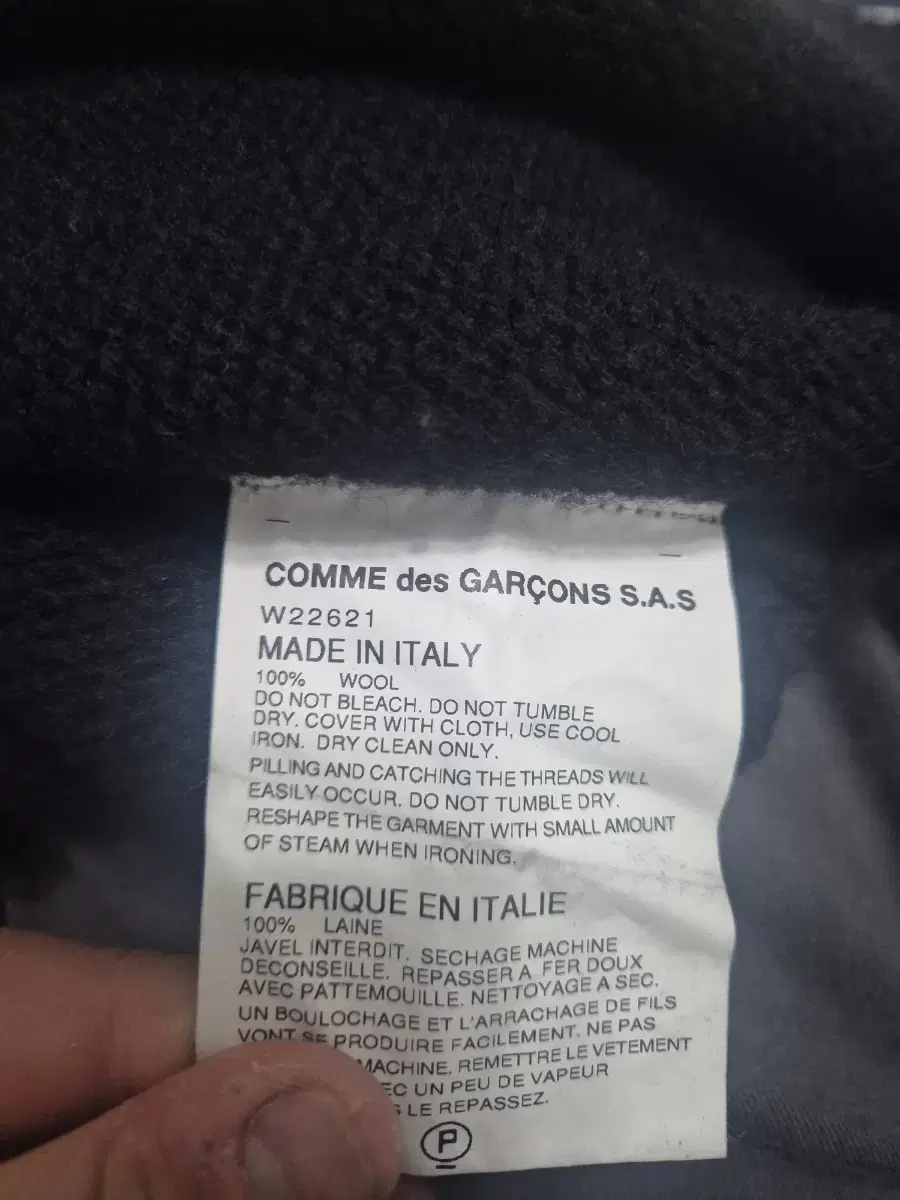 COMME des GARÇONS S.A.S
W22621
MADE IN ITALY
100% WOOL
DO NOT BLEACH. DO NOT TUMBLE
DRY. COVER WITH CLOTH, USE COOL
IRON. DRY CLEAN ONLY.
PILLING AND CATCHING THE THREADS WILL
EASILY OCCUR. DO NOT TUMBLE DRY.
RESHAPE THE GARMENT WITH SMALL AMOUNT
OF STEAM WHEN IRONING.
FABRIQUE EN ITALIE
100% LAINE
JAVEL INTERDIT. SECHAGE MACHINE
DECONSEILLE. REPASSER A FER DOUX
AVEC PATTEMOUILLE. NETTOYAGE A SEC.
UN BOULOCHAGE ET L'ARRACHAGE DE FILS
VONT SE PRODUIRE FACILEMENT. NE PAS
MACHINE. REMETTRE LE VETEMENT
UN PEU DE VAPEUR
LE REPASSEZ.
P